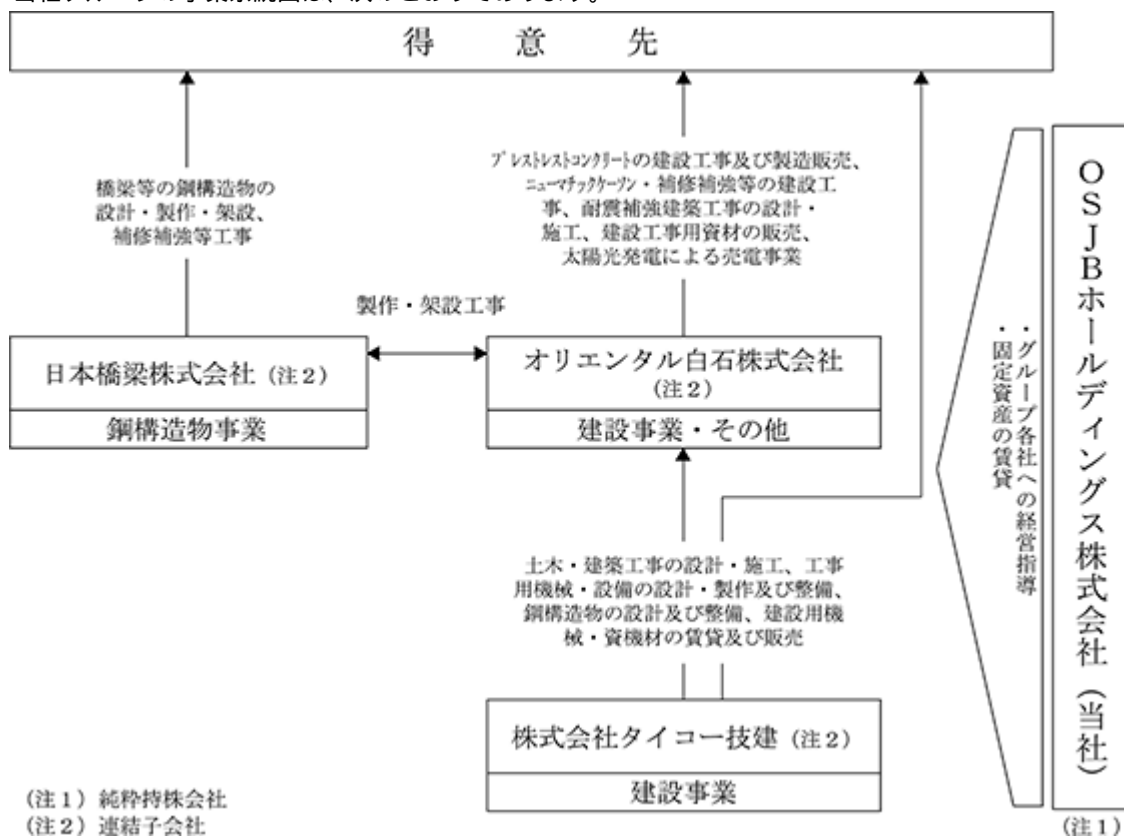 当社グループの事業系統図は、次のとおりであります。
得意先
橋梁等の鋼構造物の
設計・製作・架設、
補修補強等工事
プレストレストコンクリートの建設工事及び製造販売、
ニューマチックケーソン・補修補強等の建設工
事、耐震補強建築工事の設計・
施工、建設工事用資材の販売、
太陽光発電による売電事業
製作・架設工事
日本橋梁株式会社（注２）
鋼構造物事業
オリエンタル白石株式会社
（注２）
建設事業・その他
土木・建築工事の設計・施工、工事
用機械・設備の設計・製作及び整備、
鋼構造物の設計及び整備、建設用機
械・資機材の賃貸及び販売
株式会社タイコー技建（注２）
建設事業
・グループ各社への経営指導
・固定資産の賃貸
ＯＳＪＢホールディングス株式会社（当社）
（注１）
（注１）純粋持株会社
（注２）連結子会社